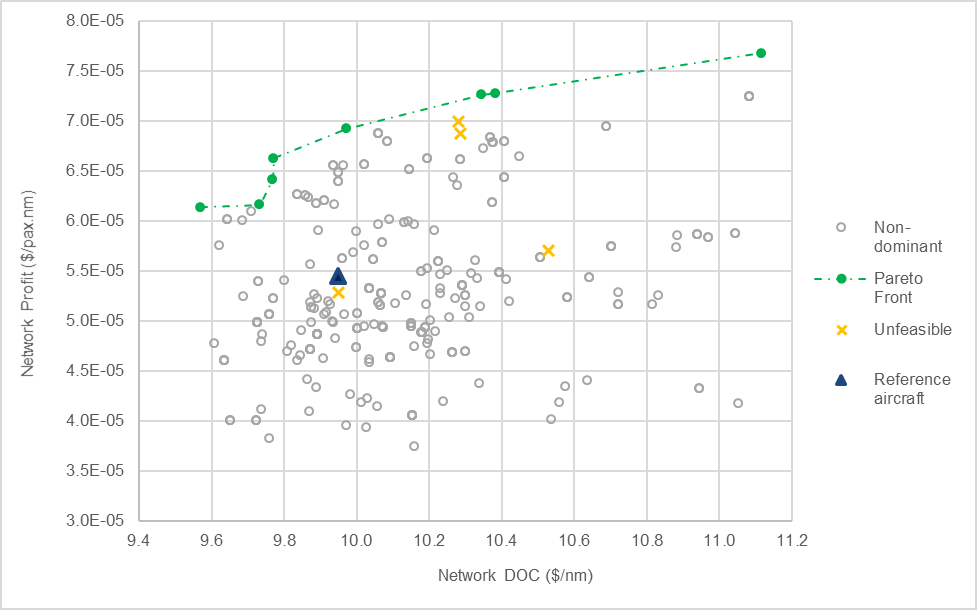 8.0E-05
7.5E-05
7.0E-05
6.5E-05
6.0E-05
5.5E-05
5.0E-05
4.5E-05
4.0E-05
3.5E-05
3.0E-05
Network Profit ($/pax.nm)
9.4 9.6 9.8 10.0 10.2 10.4 10.6 10.8 11.0 11.2
Network DOC ($/nm)
Non-
dominant
Pareto
Front
Unfeasible
Reference
aircraft